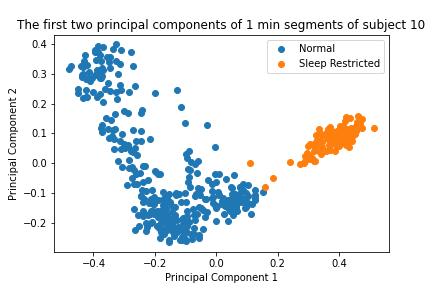 The first two principal components of 1 min segments of subject 10
Normal
Sleep Restricted
0.4
0.3
0.2
0.1
0.0
−0.1
−0.2
Principal Component 2
−0.4
−0.2
0.0
0.2
0.4
Principal Component 1